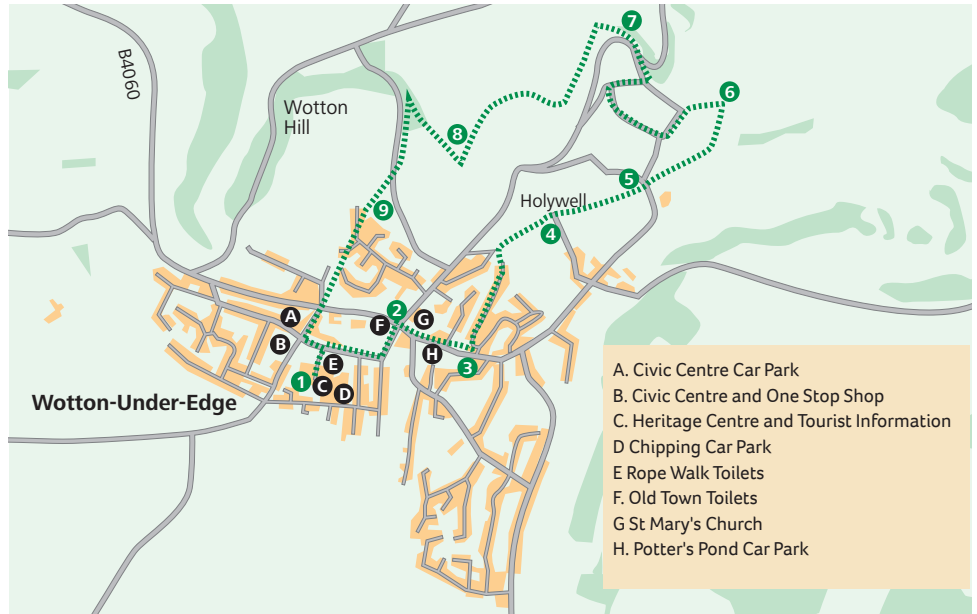 B4060
Wotton
Hill
7
6
8
5
Holywell
9
4
2
A
F
G
B
E
H
1
C
D
3
Wotton-Under-Edge
A. Civic Centre Car Park
B. Civic Centre and One Stop Shop
C. Heritage Centre and Tourist Information
D Chipping Car Park
E Rope Walk Toilets
F. Old Town Toilets
G St Mary's Church
H. Potter's Pond Car Park